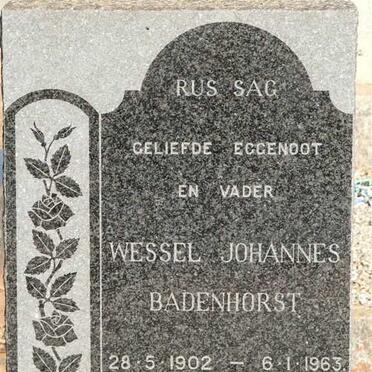 RUS SAG
GELIEFDE EGGENOOT
EN VADER
WESSEL JOHANNES
BADENHORST
28·5·1902 – 6·1·1963